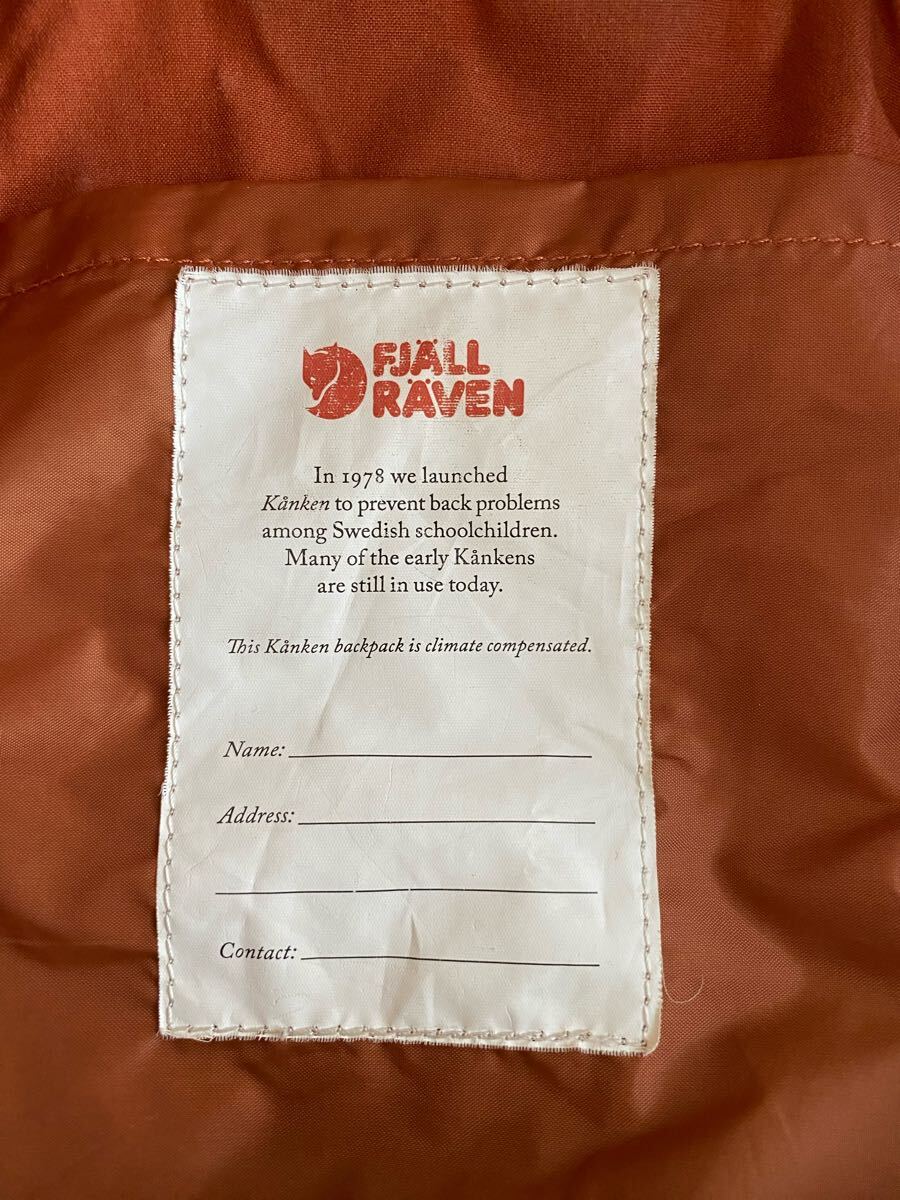 FJÄLL
RÄVEN
In 1978 we launched
Kånken to prevent back problems
among Swedish schoolchildren.
Many of the early Kånkens
are still in use today.
This Kånken backpack is climate compensated.
Name:
Address:
Contact: